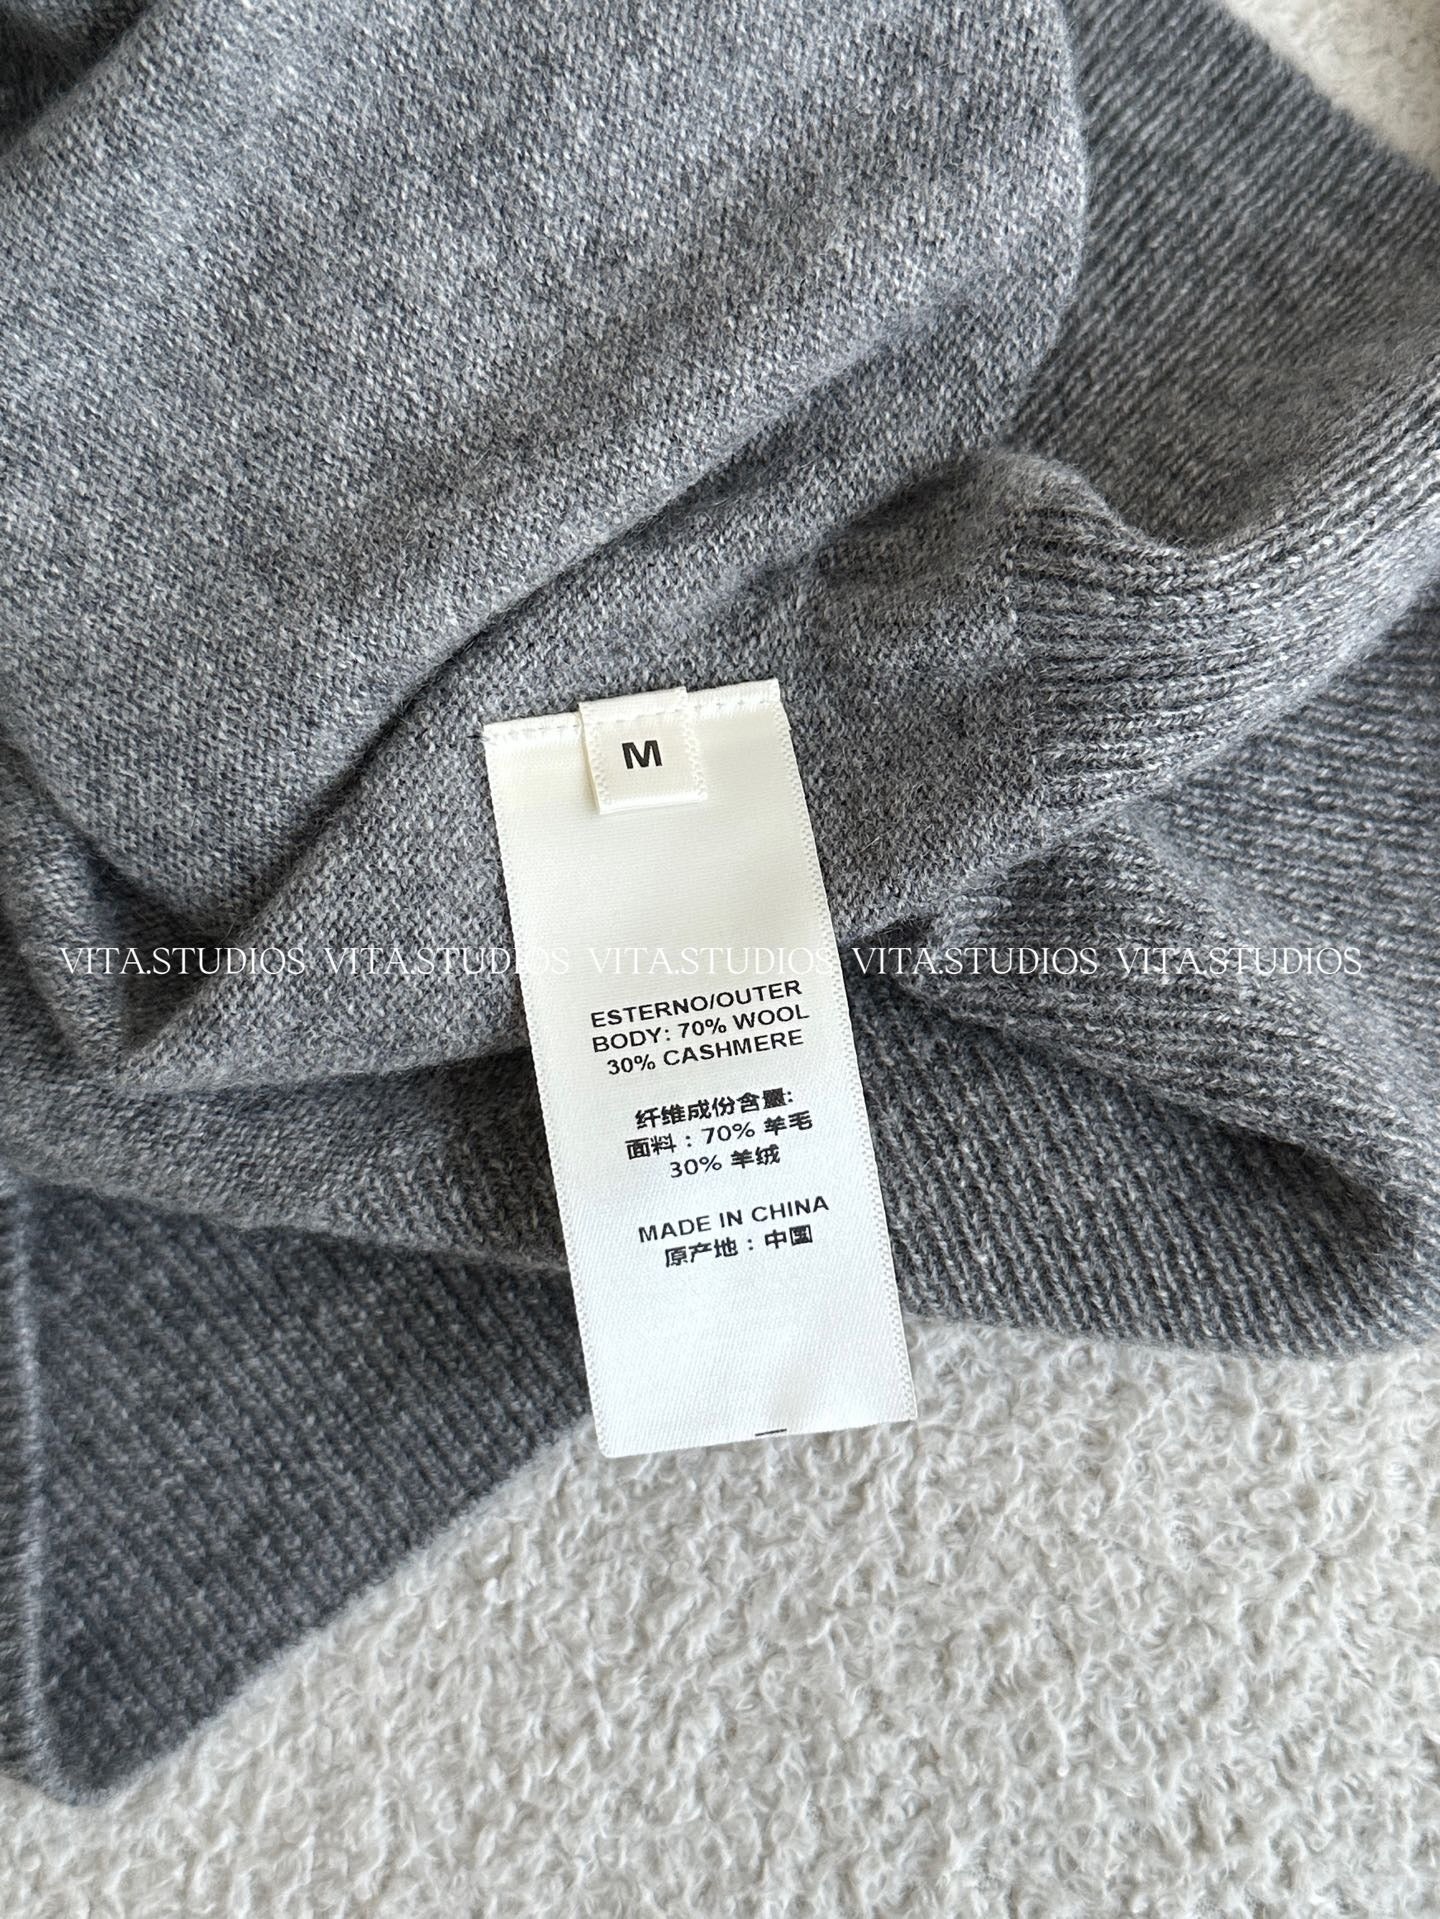 M
VITA.STUDIOS VITA.STUDIOS VITA.STUDIOS VITA.STUDIOS VITA.STUDIOS
ESTERNO/OUTER
BODY: 70% WOOL
30% CASHMERE
纤维成份含量:
面料：70% 羊毛
30% 羊绒
MADE IN CHINA
原产地：中国